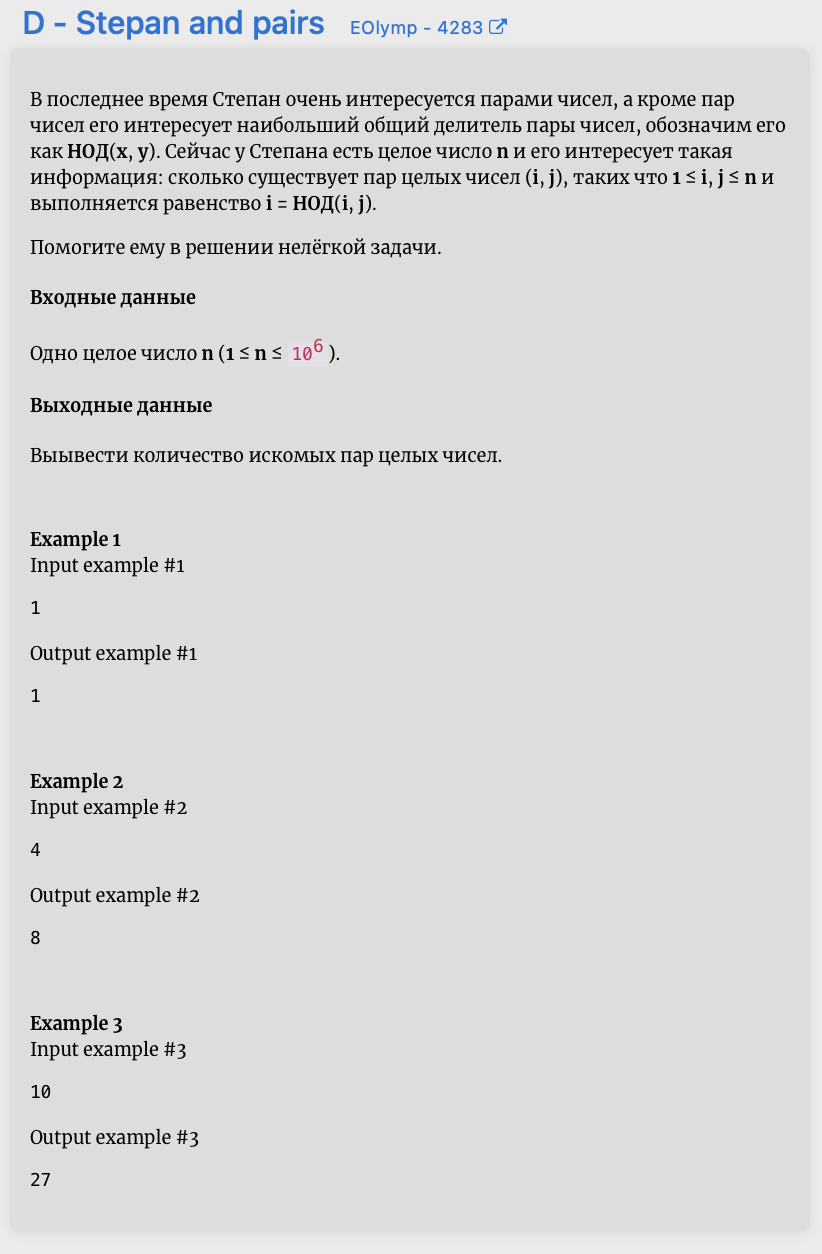 D - Stepan and pairs EOlymp - 4283
В последнее время Степан очень интересуется парами чисел, а кроме пар
чисел его интересует наибольший общий делитель пары чисел, обозначим его
как НОД(x, y). Сейчас у Степана есть целое число n и его интересует такая
информация: сколько существует пар целых чисел (i, j), таких что 1 ≤ i, j ≤ n и
выполняется равенство i = НОД(i, j).
Помогите ему в решении нелёгкой задачи.
Входные данные
Одно целое число n (1 ≤ n ≤ 10^6 ).
Выходные данные
Выывести количество искомых пар целых чисел.
Example 1
Input example #1
1
Output example #1
1
Example 2
Input example #2
4
Output example #2
8
Example 3
Input example #3
10
Output example #3
27